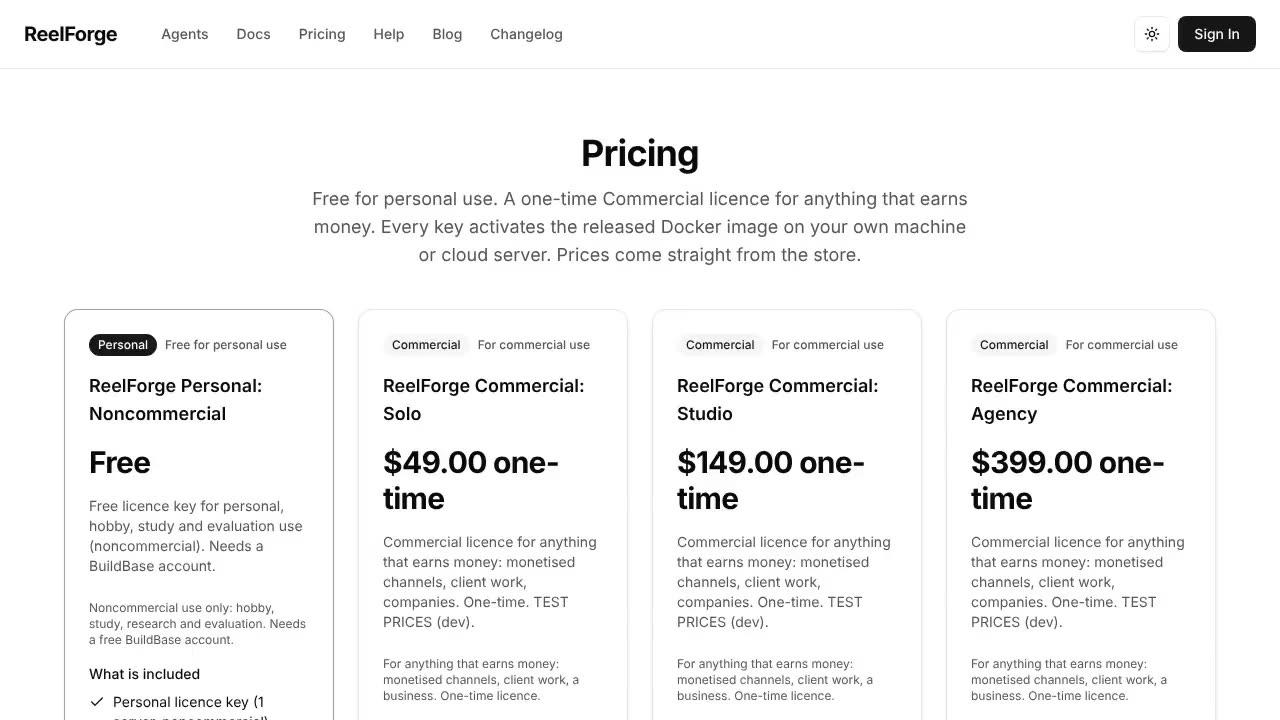 ReelForge
Agents Docs Pricing Help Blog Changelog
Sign In
Pricing
Free for personal use. A one-time Commercial licence for anything that earns
money. Every key activates the released Docker image on your own machine
or cloud server. Prices come straight from the store.
Personal Free for personal use
ReelForge Personal:
Noncommercial
Free
Free licence key for personal,
hobby, study and evaluation use
(noncommercial). Needs a
BuildBase account.
Noncommercial use only: hobby,
study, research and evaluation. Needs
a free BuildBase account.
What is included
Personal licence key (1
server, noncommercial)
Commercial For commercial use
ReelForge Commercial:
Solo
$49.00 one-
time
Commercial licence for anything
that earns money: monetised
channels, client work,
companies. One-time. TEST
PRICES (dev).
For anything that earns money:
monetised channels, client work, a
business. One-time licence.
Commercial For commercial use
ReelForge Commercial:
Studio
$149.00 one-
time
Commercial licence for anything
that earns money: monetised
channels, client work,
companies. One-time. TEST
PRICES (dev).
For anything that earns money:
monetised channels, client work, a
business. One-time licence.
Commercial For commercial use
ReelForge Commercial:
Agency
$399.00 one-
time
Commercial licence for anything
that earns money: monetised
channels, client work,
companies. One-time. TEST
PRICES (dev).
For anything that earns money:
monetised channels, client work, a
business. One-time licence.